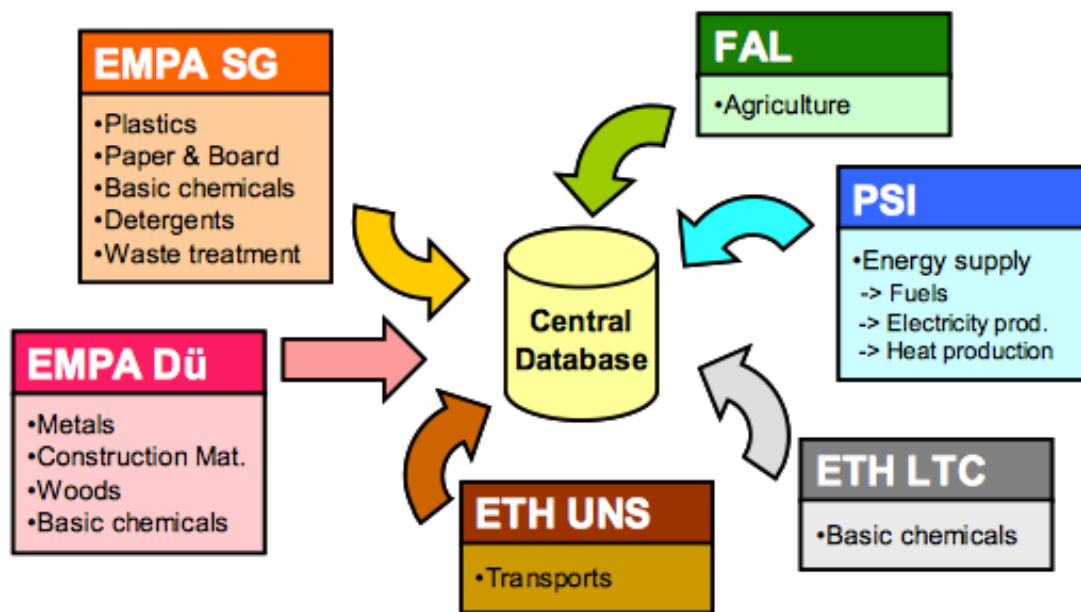 EMPA SG
•Plastics
•Paper & Board
•Basic chemicals
•Detergents
•Waste treatment
FAL
•Agriculture
PSI
•Energy supply
-> Fuels
-> Electricity prod.
-> Heat production
Central
Database
EMPA Dü
•Metals
•Construction Mat.
•Woods
•Basic chemicals
ETH UNS
•Transports
ETH LTC
•Basic chemicals